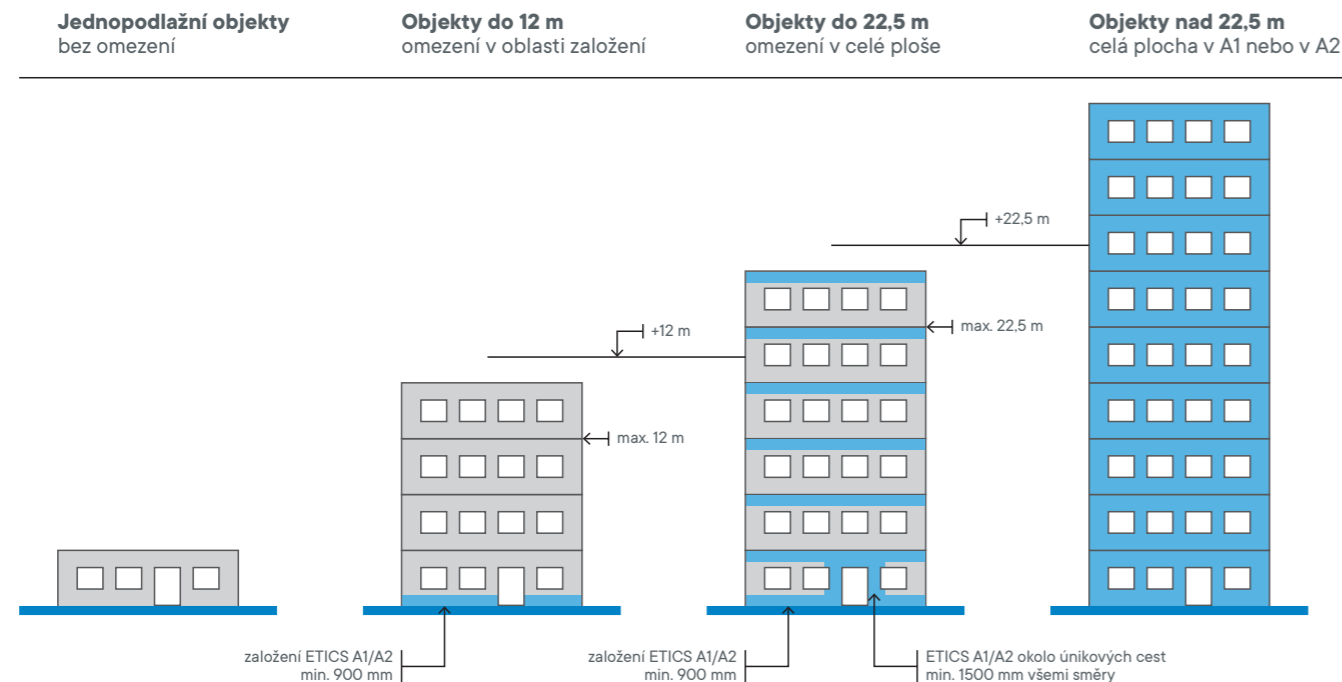 Jednopodlažní objekty
bez omezení
Objekty do 12 m
omezení v oblasti založení
Objekty do 22,5 m
omezení v celé ploše
Objekty nad 22,5 m
celá plocha v A1 nebo v A2
+22,5 m
+12 m
max. 22,5 m
max. 12 m
založení ETICS A1/A2
min. 900 mm
založení ETICS A1/A2
min. 900 mm
ETICS A1/A2 okolo únikových cest
min. 1500 mm všemi směry